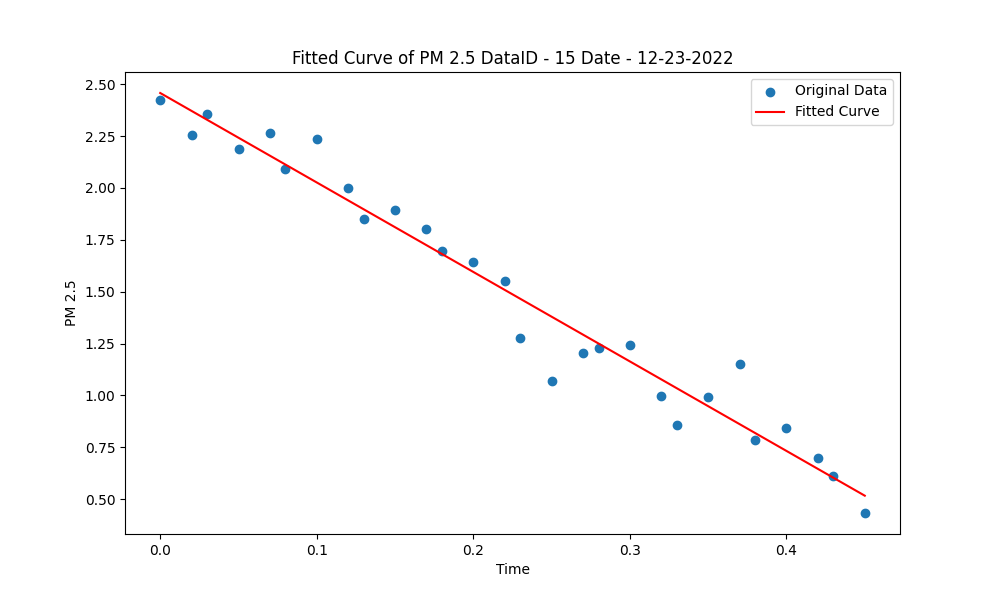 Fitted Curve of PM 2.5 DataID - 15 Date - 12-23-2022
Original Data
Fitted Curve
2.50
2.25
2.00
1.75
1.50
1.25
1.00
0.75
0.50
PM 2.5
0.0 0.1 0.2 0.3 0.4
Time